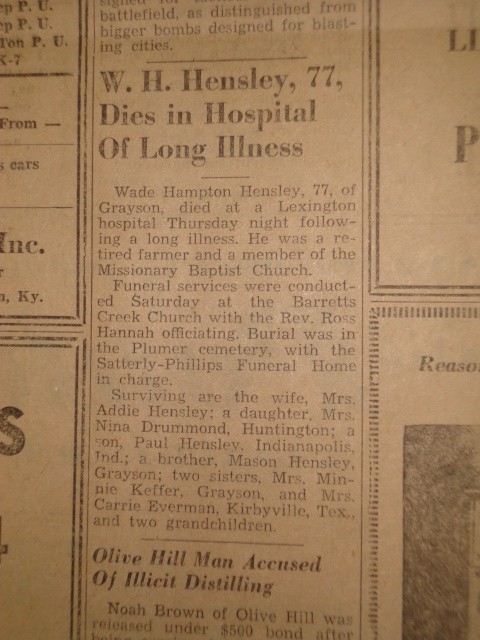 battlefield, as distinguished from
bigger bombs designed for blast-
ing cities.
W. H. Hensley, 77,
Dies in Hospital
Of Long Illness
Wade Hampton Hensley, 77, of
Grayson, died at a Lexington
hospital Thursday night follow-
ing a long illness. He was a re-
tired farmer and a member of the
Missionary Baptist Church.
Funeral services were conduct-
ed Saturday at the Barretts
Creek Church with the Rev. Ross
Hannah officiating. Burial was in
the Plumer cemetery, with the
Satterly-Phillips Funeral Home
in charge.
Surviving are the wife, Mrs.
Addie Hensley; a daughter, Mrs.
Nina Drummond, Huntington; a
son, Paul Hensley, Indianapolis,
Ind.; a brother, Mason Hensley,
Grayson; two sisters, Mrs. Min-
nie Keffer, Grayson, and Mrs.
Carrie Everman, Kirbyville, Tex.,
and two grandchildren.
Olive Hill Man Accused
Of Illicit Distilling
Noah Brown of Olive Hill was
released under $500 bond after
P. U.
P. U.
Ton P. U.
K-7
From —
cars
Inc.
, Ky.
S
LI
P
Reaso